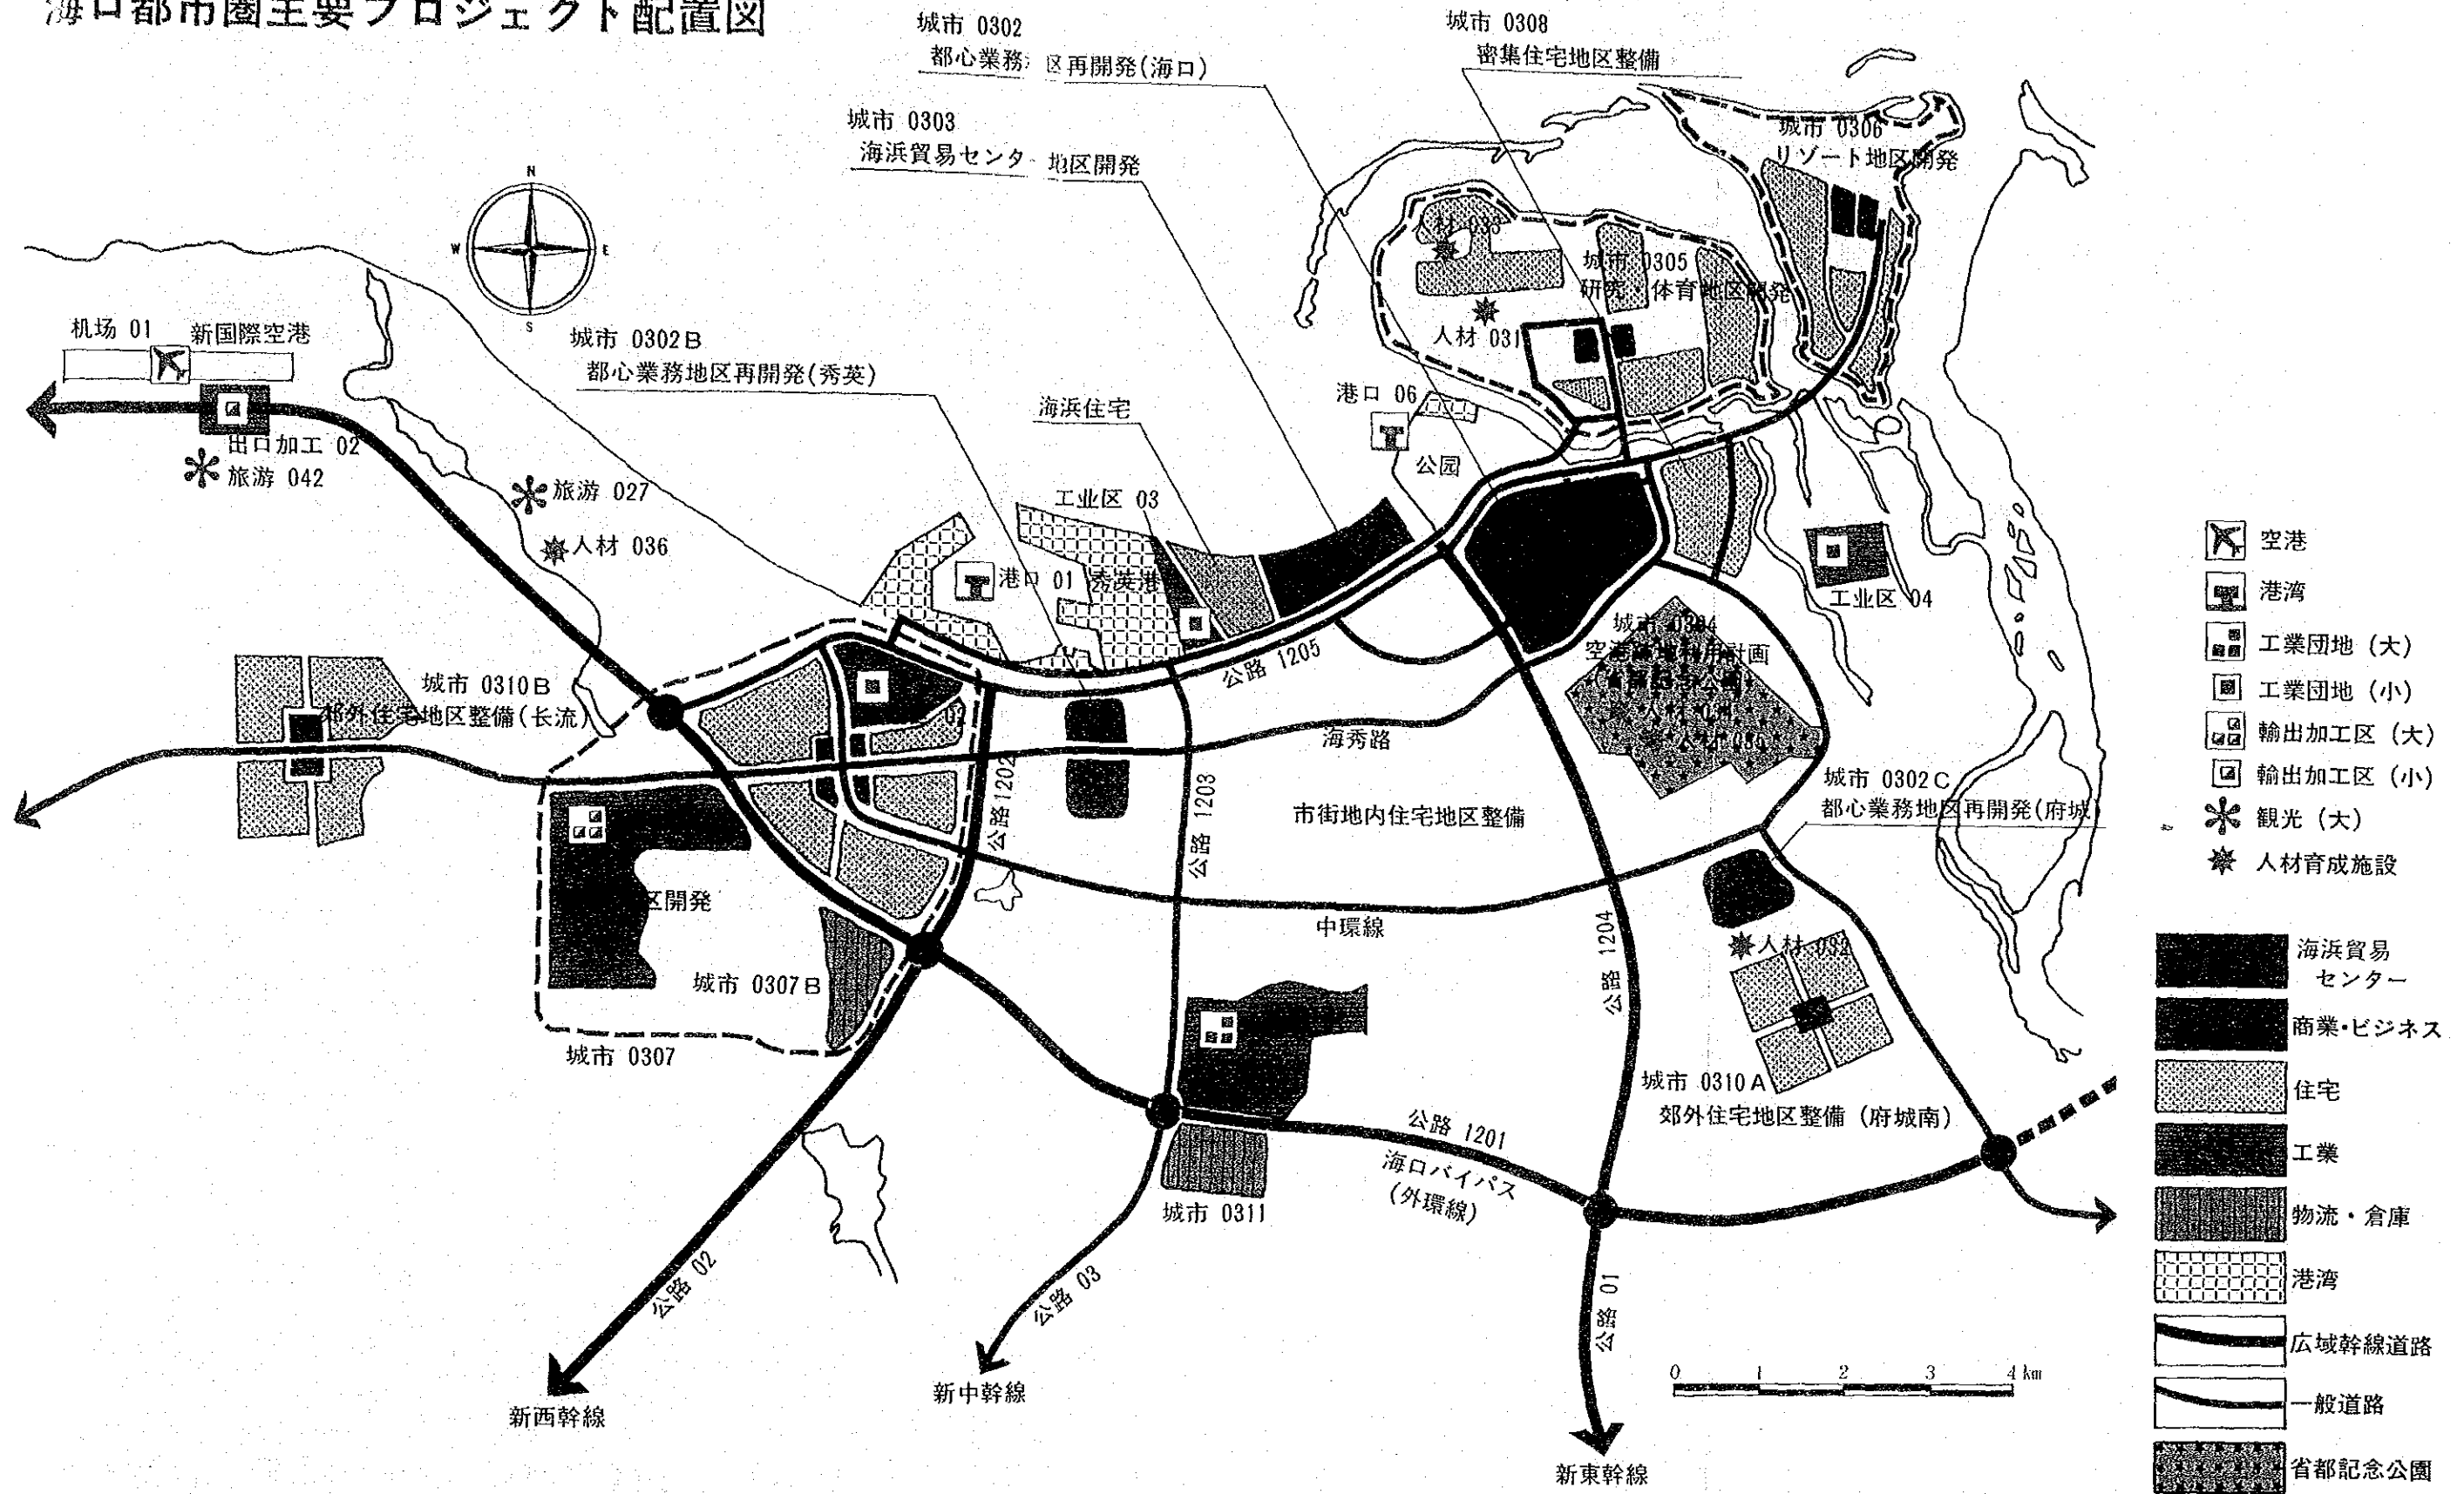 海口都市圏主要プロジェクト配置図
城市 0302
都心業務 区再開発(海口)
城市 0308
密集住宅地区整備
城市 0303
海浜貿易センタ 地区開発
城市 0306
リゾート地区開発
N
W
E
S
人材 033
城市 0305
研究・体育地区開発
人材 031
机场 01
新国際空港
城市 0302B
都心業務地区再開発(秀英)
港口 06
海浜住宅
公园
出口加工 02
旅游 042
旅游 027
工业区 03
人材 036
港口 01
秀英港
工业区 04
城市 0304
公路 1205
城市 0310B
郊外住宅地区整備(长流)
海秀路
公路 1202
公路 1203
市街地内住宅地区整備
城市 0302C
都心業務地区再開発(府城)
区開発
中環線
公路 1204
人材 032
城市 0307B
城市 0307
城市 0310A
郊外住宅地区整備(府城南)
公路 1201
海口バイパス
(外環線)
城市 0311
公路 02
公路 03
公路 01
新西幹線
新中幹線
新東幹線
0 1 2 3 4 km
空港
港湾
工業団地(大)
工業団地(小)
輸出加工区(大)
輸出加工区(小)
観光(大)
人材育成施設
海浜貿易
センター
商業・ビジネス
住宅
工業
物流・倉庫
港湾
広域幹線道路
一般道路
省都記念公園